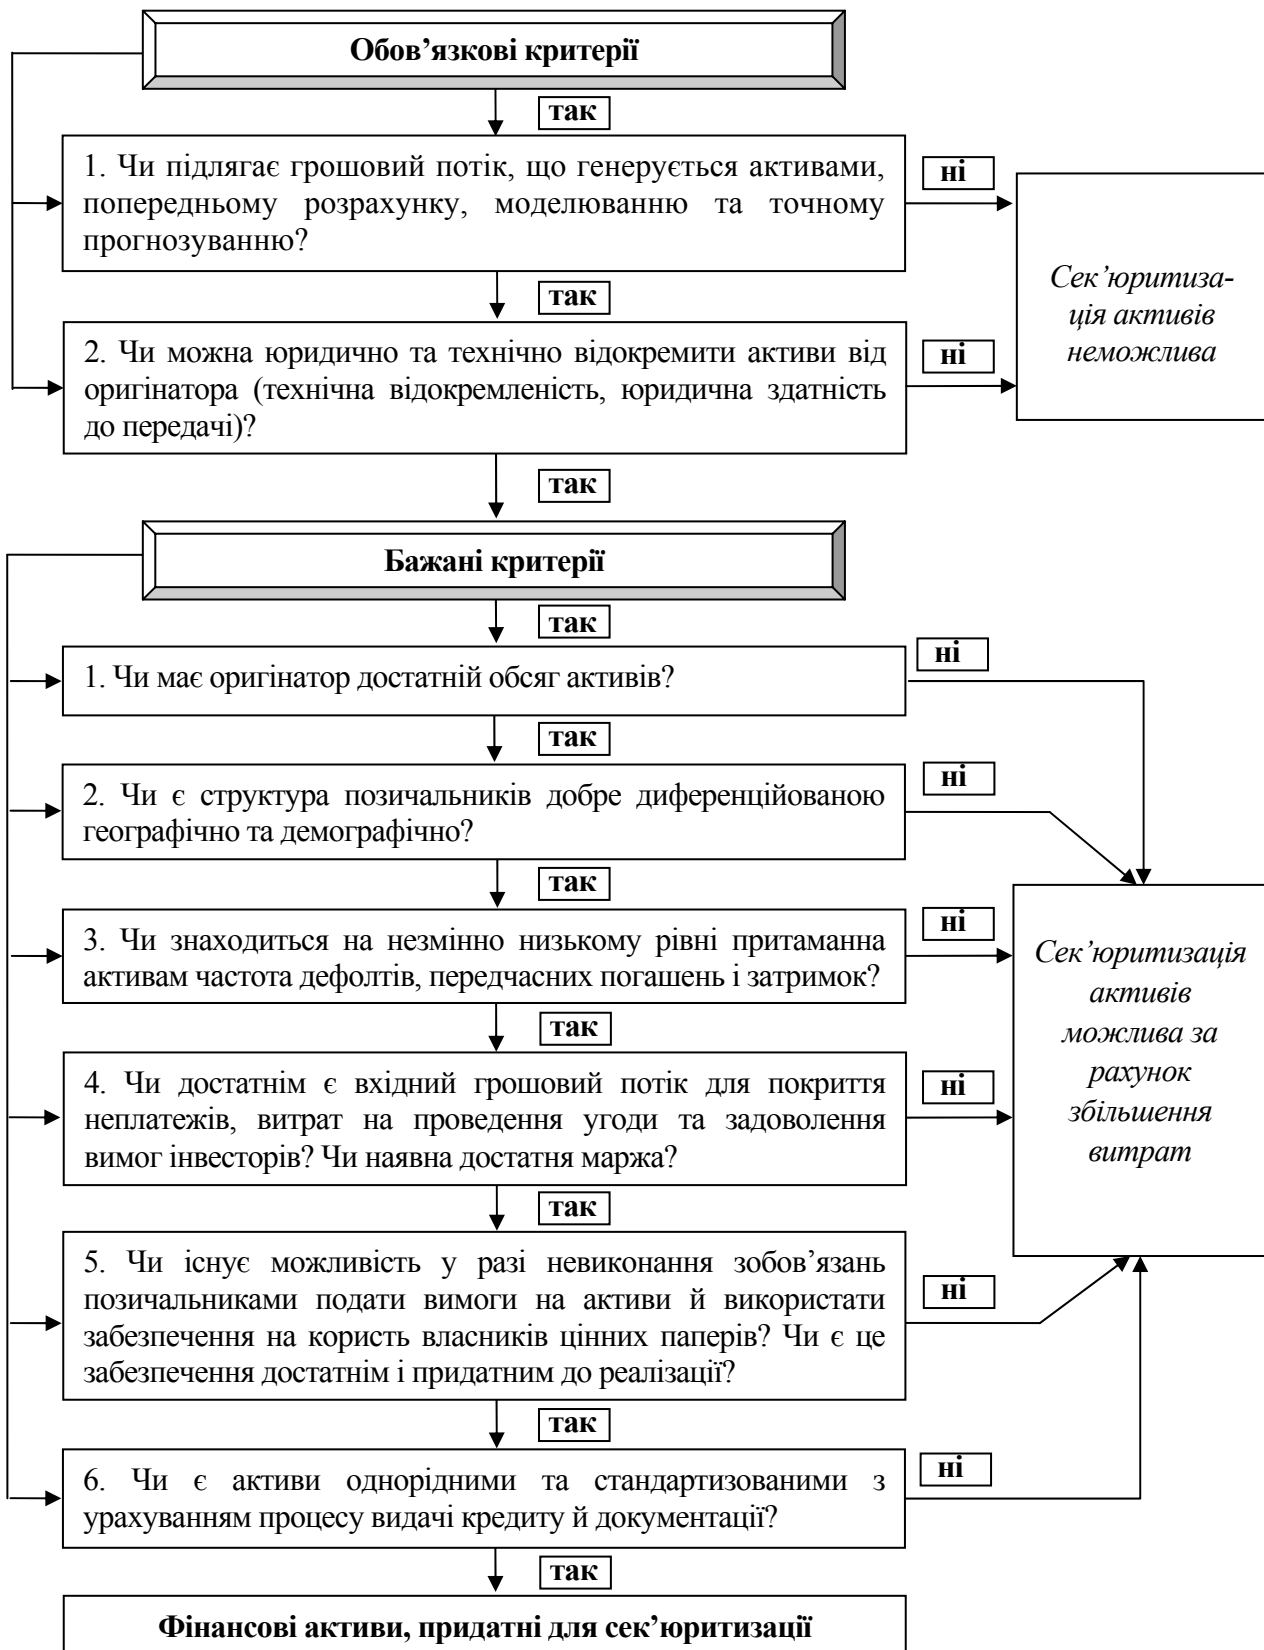 Обов’язкові критерії
так
1. Чи підлягає грошовий потік, що генерується активами,
попередньому розрахунку, моделюванню та точному
прогнозуванню?
ні
Сек’юритиза-
ція активів
неможлива
так
2. Чи можна юридично та технічно відокремити активи від
оригінатора (технічна відокремленість, юридична здатність
до передачі)?
ні
так
Бажані критерії
так
1. Чи має оригінатор достатній обсяг активів?
ні
так
2. Чи є структура позичальників добре диференційованою
географічно та демографічно?
ні
так
3. Чи знаходиться на незмінно низькому рівні притаманна
активам частота дефолтів, передчасних погашень і затримок?
ні
Сек’юритизація
активів
можлива за
рахунок
збільшення
витрат
так
4. Чи достатнім є вхідний грошовий потік для покриття
неплатежів, витрат на проведення угоди та задоволення
вимог інвесторів? Чи наявна достатня маржа?
ні
так
5. Чи існує можливість у разі невиконання зобов’язань
позичальниками подати вимоги на активи й використати
забезпечення на користь власників цінних паперів? Чи є це
забезпечення достатнім і придатним до реалізації?
ні
так
6. Чи є активи однорідними та стандартизованими з
урахуванням процесу видачі кредиту й документації?
ні
так
Фінансові активи, придатні для сек’юритизації